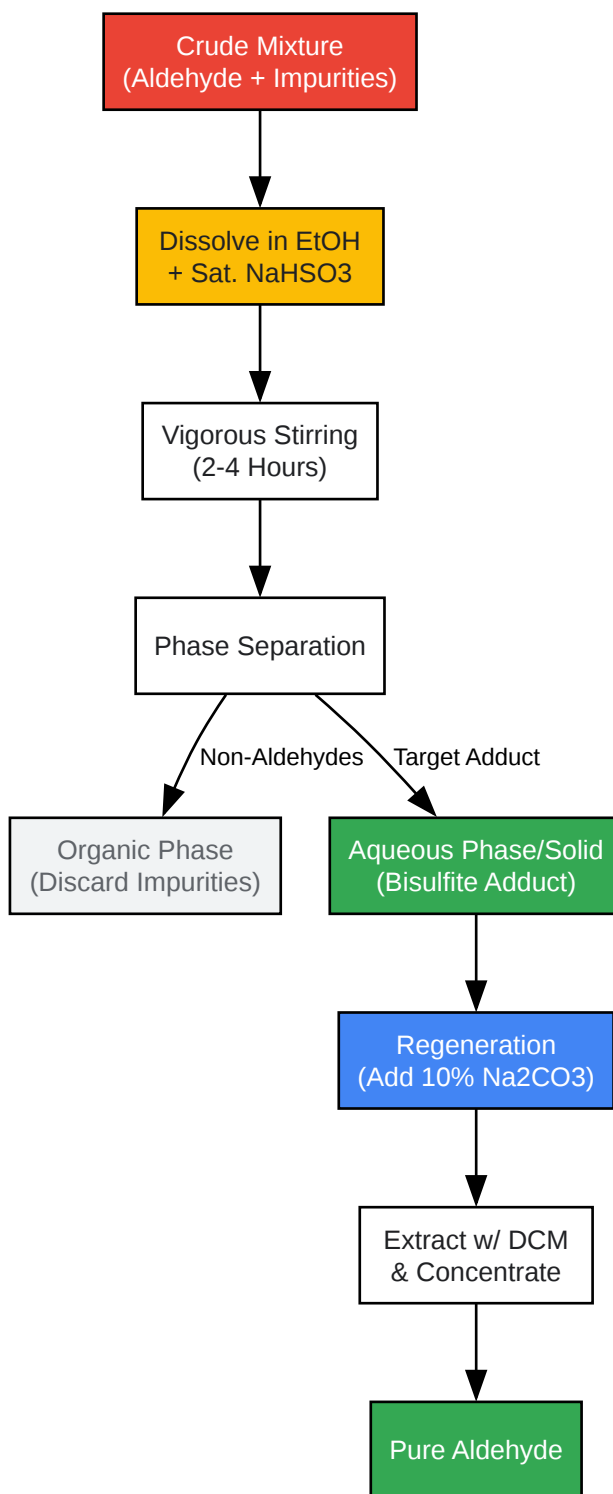 Crude Mixture
(Aldehyde + Impurities)
Dissolve in EtOH
+ Sat. NaHSO3
Vigorous Stirring
(2-4 Hours)
Phase Separation
Non-Aldehydes
Target Adduct
Organic Phase
(Discard Impurities)
Aqueous Phase/Solid
(Bisulfite Adduct)
Regeneration
(Add 10% Na2CO3)
Extract w/ DCM
& Concentrate
Pure Aldehyde